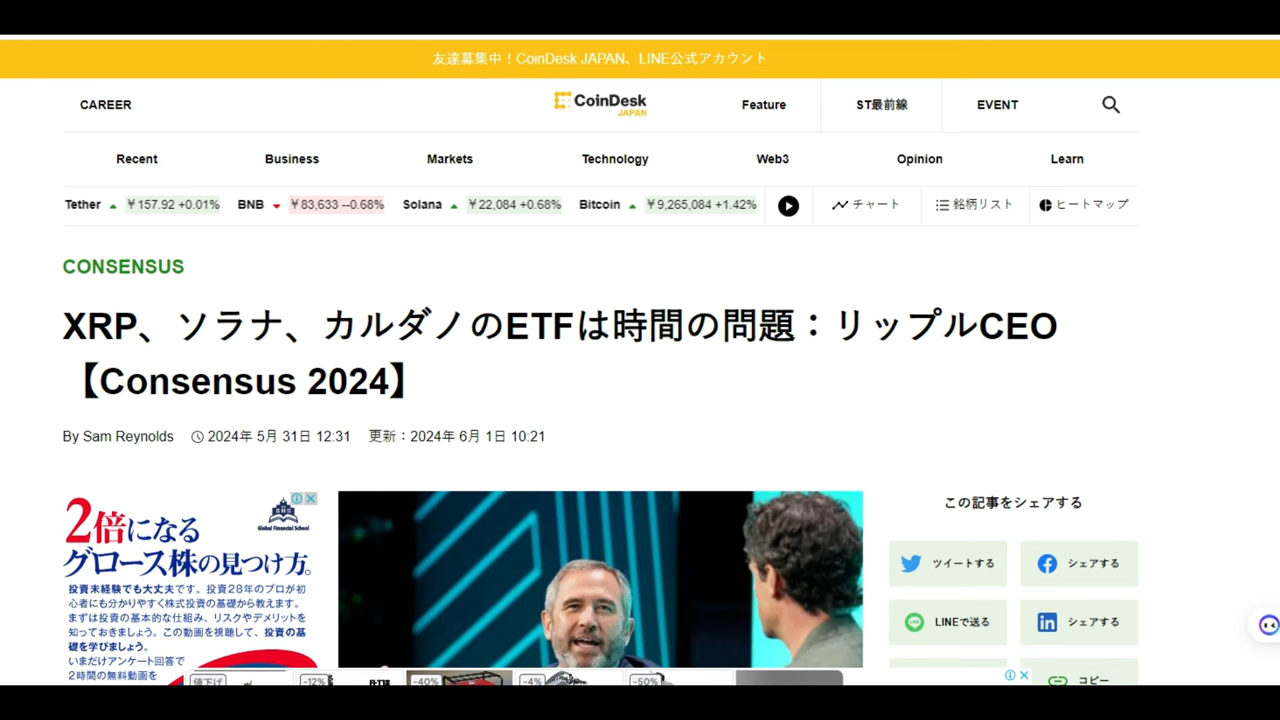 友達募集中！CoinDesk JAPAN、LINE公式アカウント
CAREER
CoinDesk
JAPAN
Feature
ST最前線
EVENT
Recent
Business
Markets
Technology
Web3
Opinion
Learn
Tether ￥157.92 +0.01%
BNB ￥83,633 --0.68%
Solana ￥22,084 +0.68%
Bitcoin ￥9,265,084 +1.42%
チャート
銘柄リスト
ヒートマップ
CONSENSUS
XRP、ソラナ、カルダノのETFは時間の問題：リップルCEO
【Consensus 2024】
By Sam Reynolds 2024年 5月 31日 12:31 更新：2024年 6月 1日 10:21
2倍になる
グロース株の見つけ方。
Global Financial School
投資未経験でも大丈夫です。投資28年のプロが初
心者にも分かりやすく株式投資の基礎から教えます。
まずは投資の基本的な仕組み、リスクやデメリットを
知っておきましょう。この動画を視聴して、投資の基
礎を学びましょう。
いまだけアンケート回答で
2時間の無料動画を
値下げ
-12%
-40%
-4%
-50%
この記事をシェアする
ツイートする
シェアする
LINEで送る
シェアする
コピー